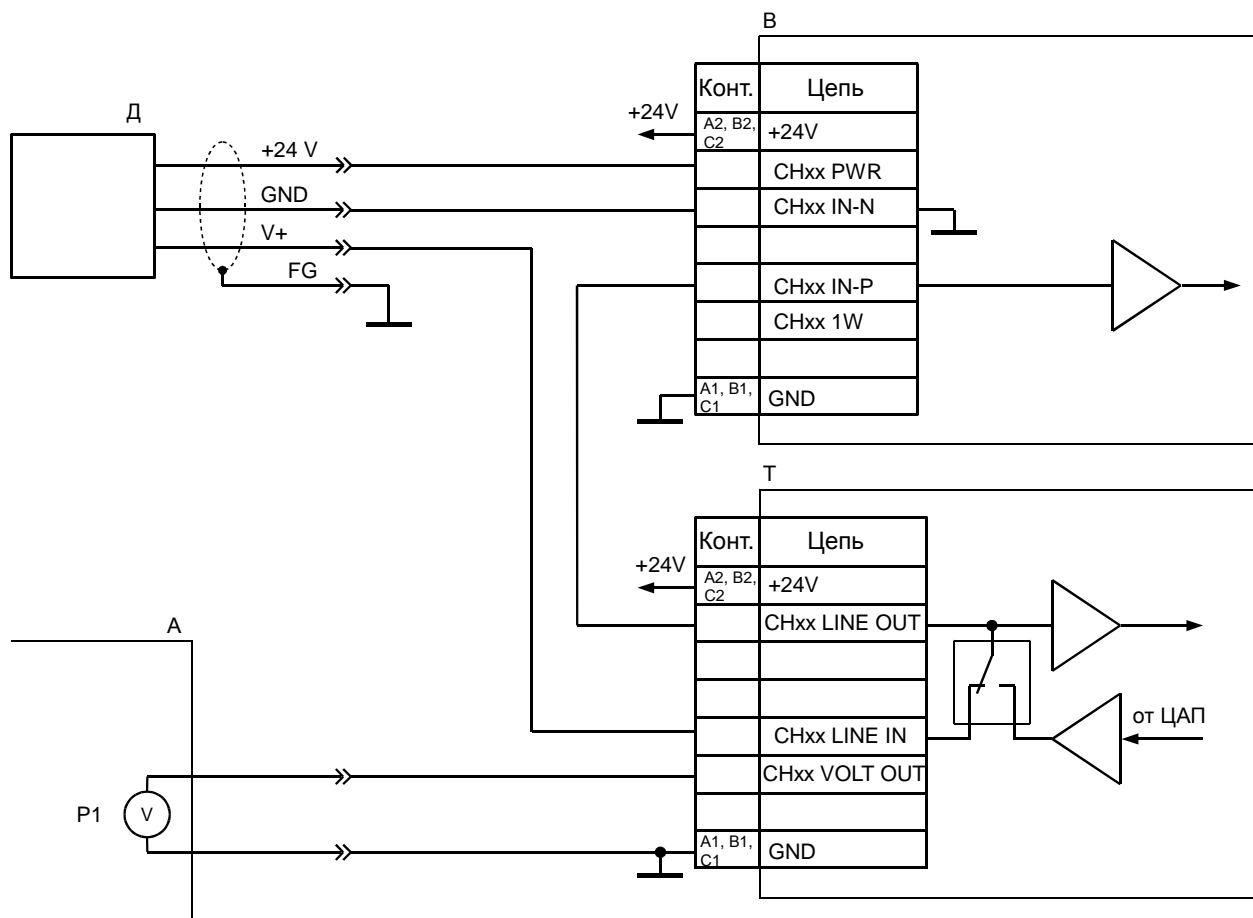 В
Конт. Цепь
+24V
A2, B2, C2 +24V
CHxx PWR
CHxx IN-N
CHxx IN-P
CHxx 1W
A1, B1, C1 GND
Д
+24 V
GND
V+
FG
Т
Конт. Цепь
+24V
A2, B2, C2 +24V
CHxx LINE OUT
CHxx LINE IN
CHxx VOLT OUT
A1, B1, C1 GND
от ЦАП
А
P1
V